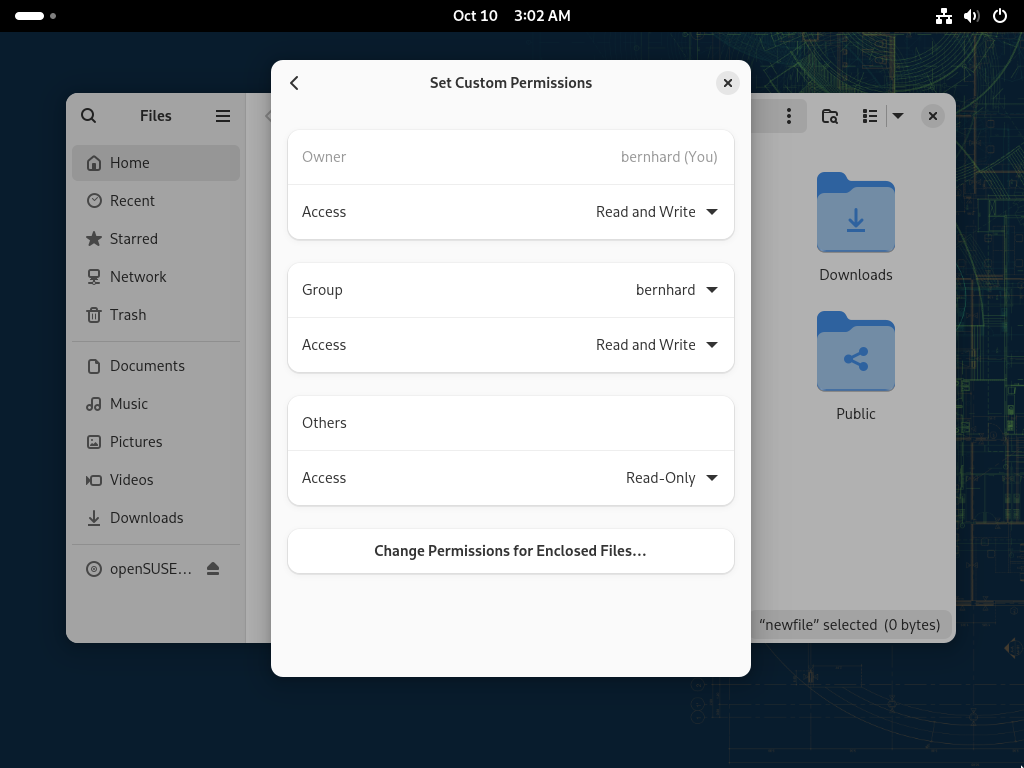 Oct 10 3:02 AM
Set Custom Permissions
Files
Home
Recent
Starred
Network
Trash
Documents
Music
Pictures
Videos
Downloads
openSUSE…
Owner bernhard (You)
Access Read and Write
Group bernhard
Access Read and Write
Others
Access Read-Only
Change Permissions for Enclosed Files…
Downloads
Public
“newfile” selected (0 bytes)